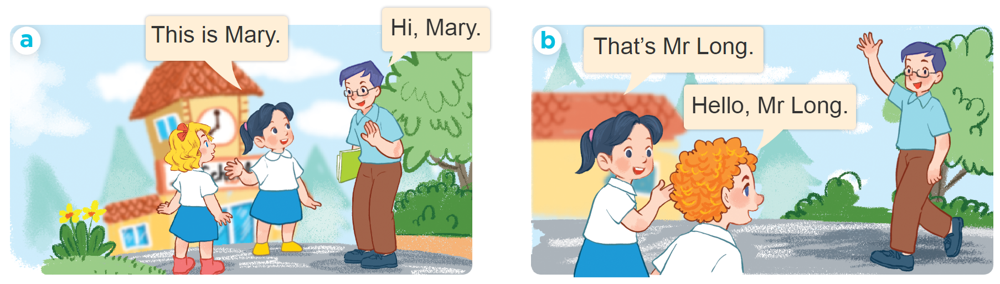 a
This is Mary.
Hi, Mary.
b
That's Mr Long.
Hello, Mr Long.